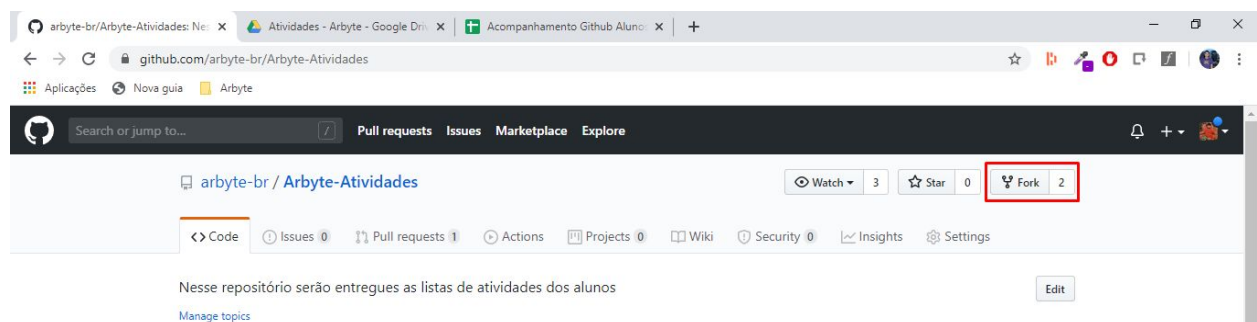 arbyte-br/Arbyte-Atividades: Nes
Atividades - Arbyte - Google Driv
Acompanhamento Github Aluno
github.com/arbyte-br/Arbyte-Atividades
Aplicações Nova guia Arbyte
Search or jump to... / Pull requests Issues Marketplace Explore
arbyte-br / Arbyte-Atividades Watch 3 Star 0 Fork 2
Code Issues 0 Pull requests 1 Actions Projects 0 Wiki Security 0 Insights Settings
Nesse repositório serão entregues as listas de atividades dos alunos Edit
Manage topics